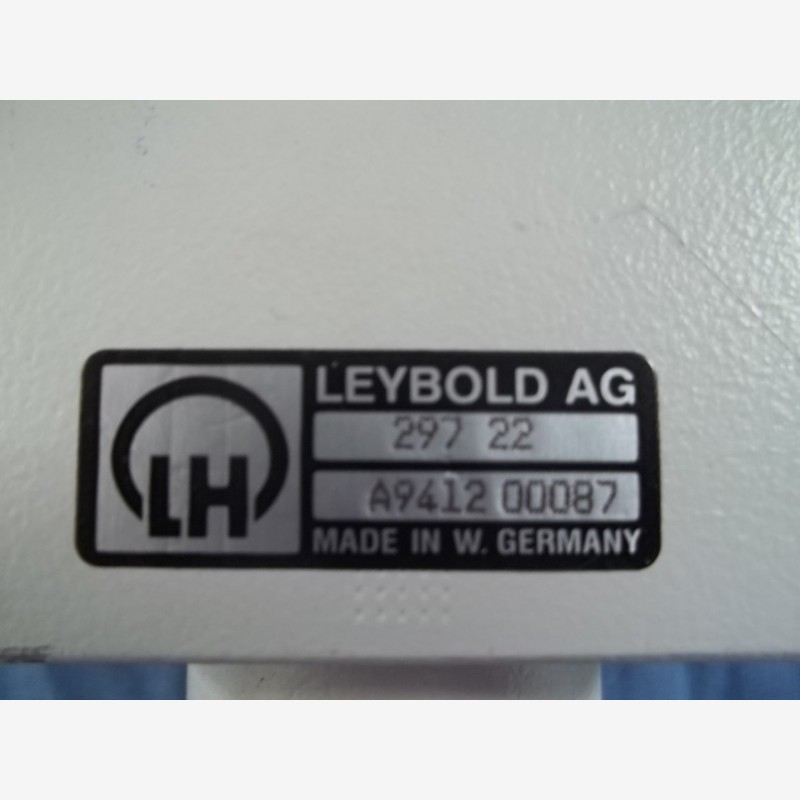 LH
LEYBOLD AG
297 22
A9412 00087
MADE IN W. GERMANY